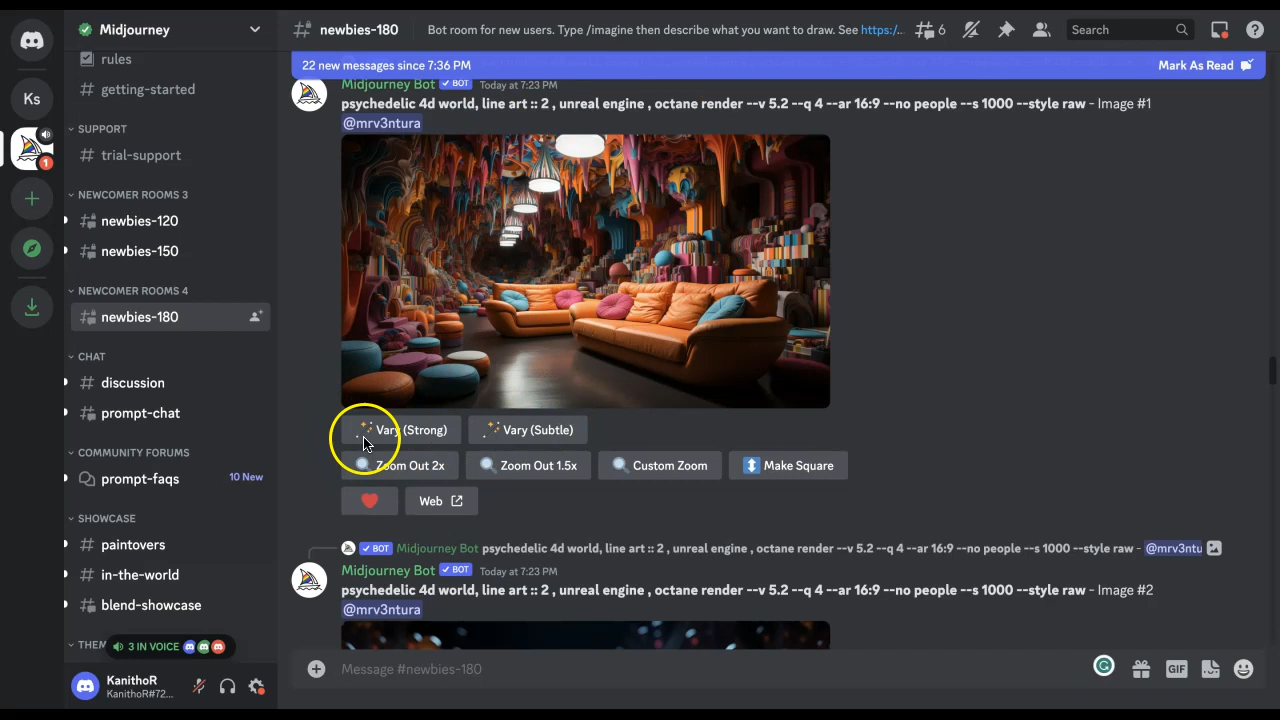 Midjourney
newbies-180
Bot room for new users. Type /imagine then describe what you want to draw. See https:/...
6
Search
Ks
1
rules
getting-started
SUPPORT
trial-support
NEWCOMER ROOMS 3
newbies-120
newbies-150
NEWCOMER ROOMS 4
newbies-180
CHAT
discussion
prompt-chat
COMMUNITY FORUMS
prompt-faqs
10 New
SHOWCASE
paintovers
in-the-world
blend-showcase
THEM
3 IN VOICE
KanithoR
KanithoR#72...
22 new messages since 7:36 PM
Mark As Read
Midjourney Bot ✓ BOT Today at 7:23 PM
psychedelic 4d world, line art :: 2 , unreal engine , octane render --v 5.2 --q 4 --ar 16:9 --no people --s 1000 --style raw - Image #1
@mrv3ntura
Vary (Strong)
Vary (Subtle)
Zoom Out 2x
Zoom Out 1.5x
Custom Zoom
Make Square
Web
✓ BOT Midjourney Bot psychedelic 4d world, line art :: 2 , unreal engine , octane render --v 5.2 --q 4 --ar 16:9 --no people --s 1000 --style raw - @mrv3ntu
Midjourney Bot ✓ BOT Today at 7:23 PM
psychedelic 4d world, line art :: 2 , unreal engine , octane render --v 5.2 --q 4 --ar 16:9 --no people --s 1000 --style raw - Image #2
@mrv3ntura
Message #newbies-180
GIF